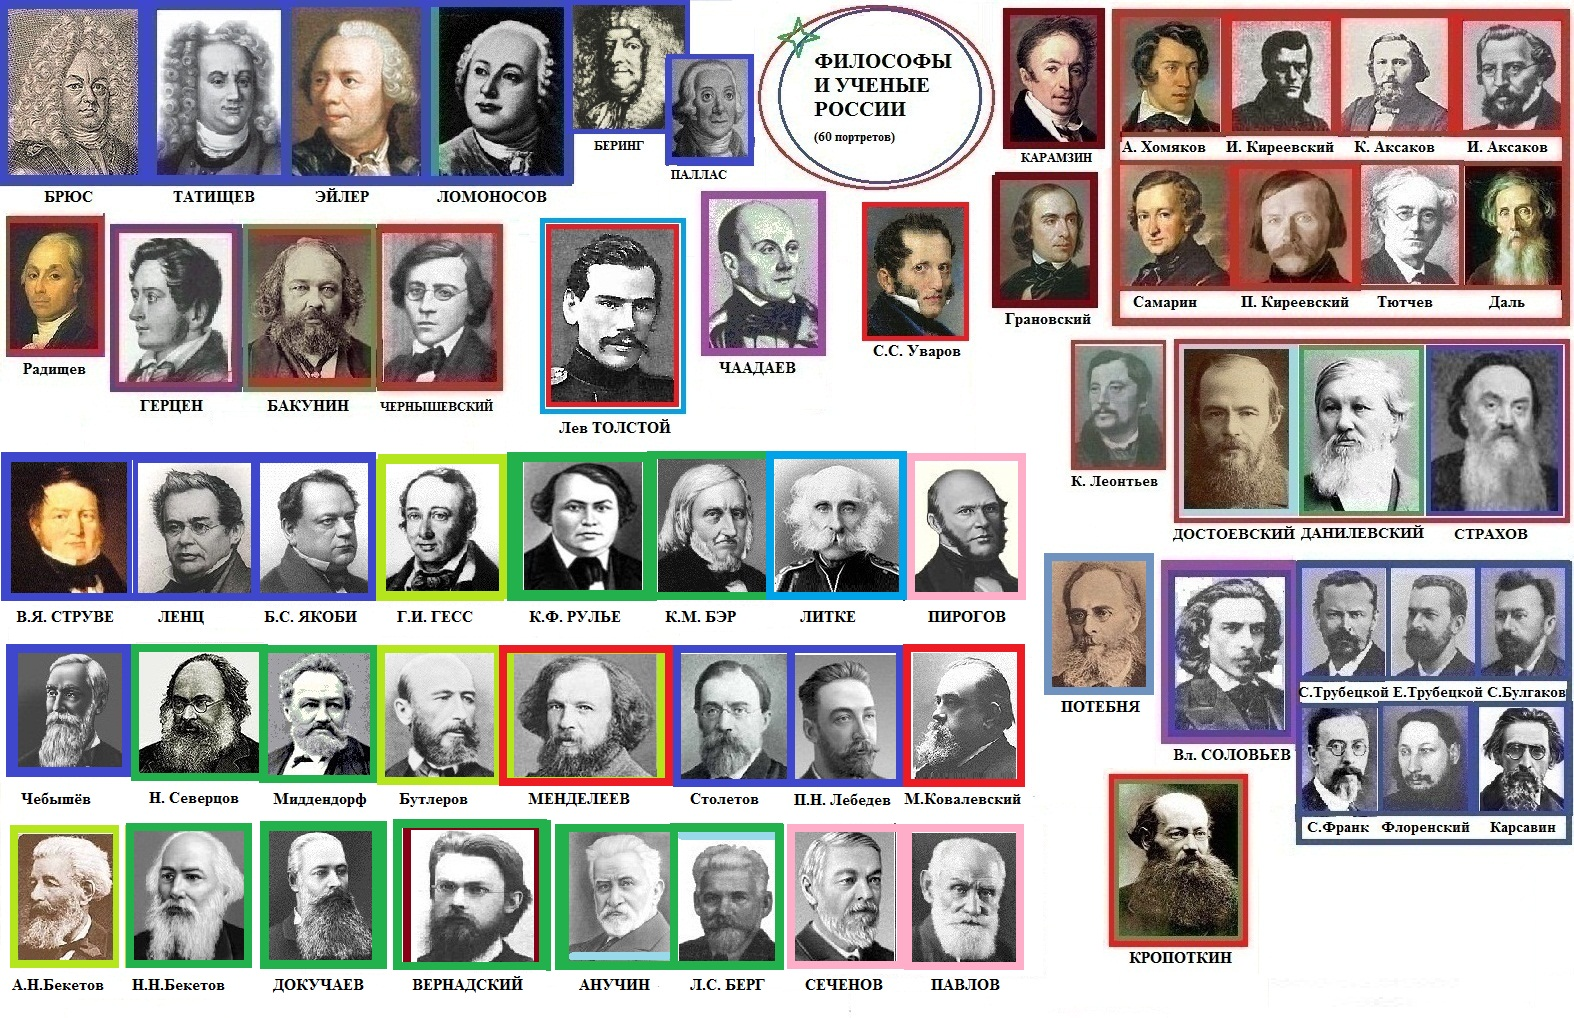 ФИЛОСОФЫ
И УЧЕНЫЕ
РОССИИ
(60 портретов)
БРЮС
ТАТИЩЕВ
ЭЙЛЕР
ЛОМОНОСОВ
БЕРИНГ
ПАЛЛАС
КАРАМЗИН
А. Хомяков
И. Киреевский
К. Аксаков
И. Аксаков
Грановский
Самарин
П. Киреевский
Тютчев
Даль
Радищев
ГЕРЦЕН
БАКУНИН
ЧЕРНЫШЕВСКИЙ
Лев ТОЛСТОЙ
ЧААДАЕВ
С.С. Уваров
К. Леонтьев
ДОСТОЕВСКИЙ
ДАНИЛЕВСКИЙ
СТРАХОВ
В.Я. СТРУВЕ
ЛЕНЦ
Б.С. ЯКОБИ
Г.И. ГЕСС
К.Ф. РУЛЬЕ
К.М. БЭР
ЛИТКЕ
ПИРОГОВ
ПОТЕБНЯ
Вл. СОЛОВЬЕВ
С.Трубецкой
Е.Трубецкой
С.Булгаков
Чебышёв
Н. Северцов
Миддендорф
Бутлеров
МЕНДЕЛЕЕВ
Столетов
П.Н. Лебедев
М.Ковалевский
С.Франк
Флоренский
Карсавин
А.Н.Бекетов
Н.Н.Бекетов
ДОКУЧАЕВ
ВЕРНАДСКИЙ
АНУЧИН
Л.С. БЕРГ
СЕЧЕНОВ
ПАВЛОВ
КРОПОТКИН